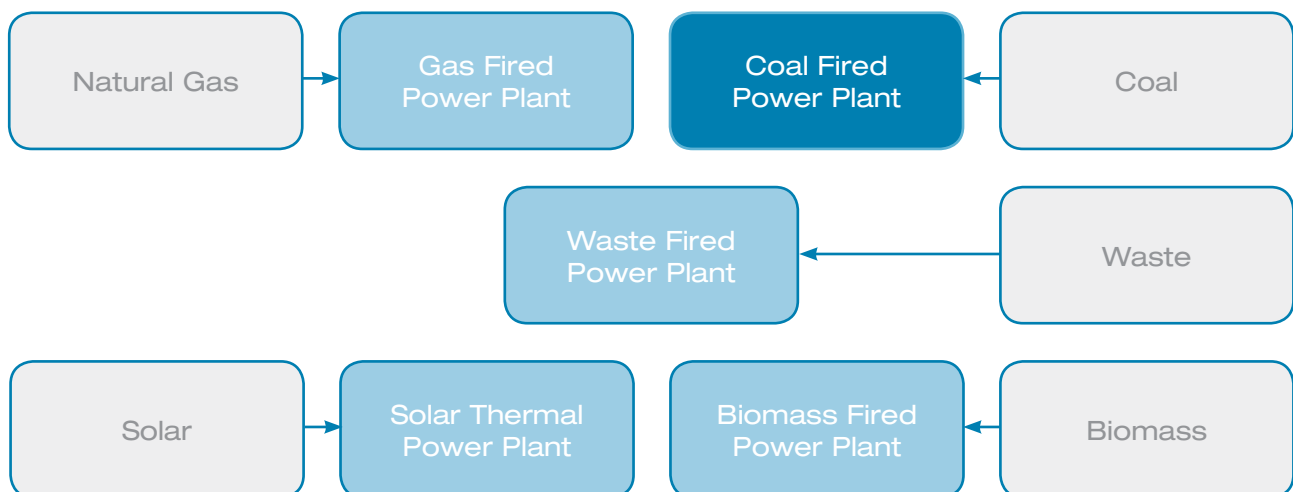 Natural Gas
Gas Fired
Power Plant
Coal Fired
Power Plant
Coal
Waste Fired
Power Plant
Waste
Solar
Solar Thermal
Power Plant
Biomass Fired
Power Plant
Biomass